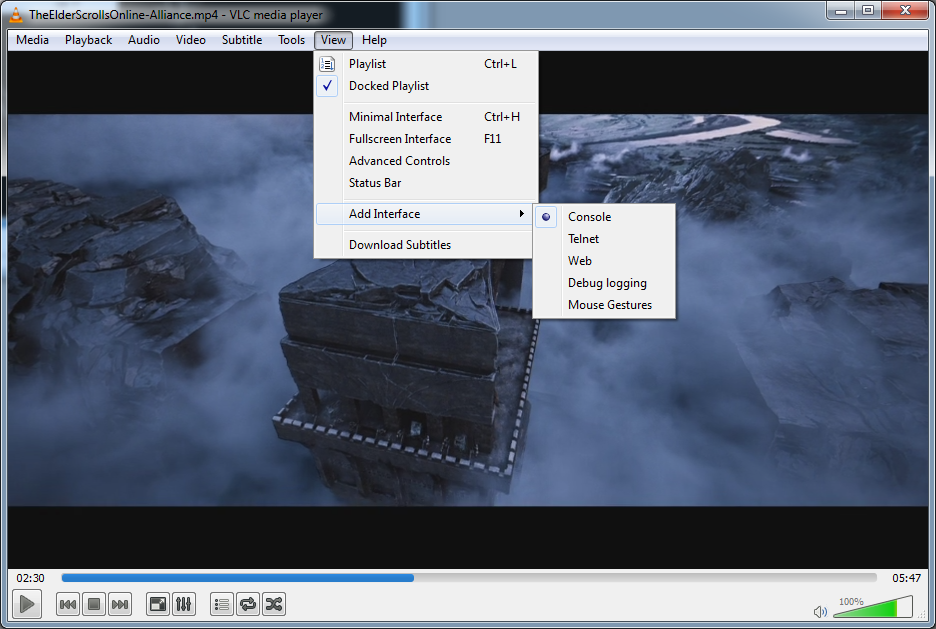 TheElderScrollsOnline-Alliance.mp4 - VLC media player
Media Playback Audio Video Subtitle Tools View Help
Playlist Ctrl+L
Docked Playlist
Minimal Interface Ctrl+H
Fullscreen Interface F11
Advanced Controls
Status Bar
Add Interface
Download Subtitles
Console
Telnet
Web
Debug logging
Mouse Gestures
02:30 05:47
100%